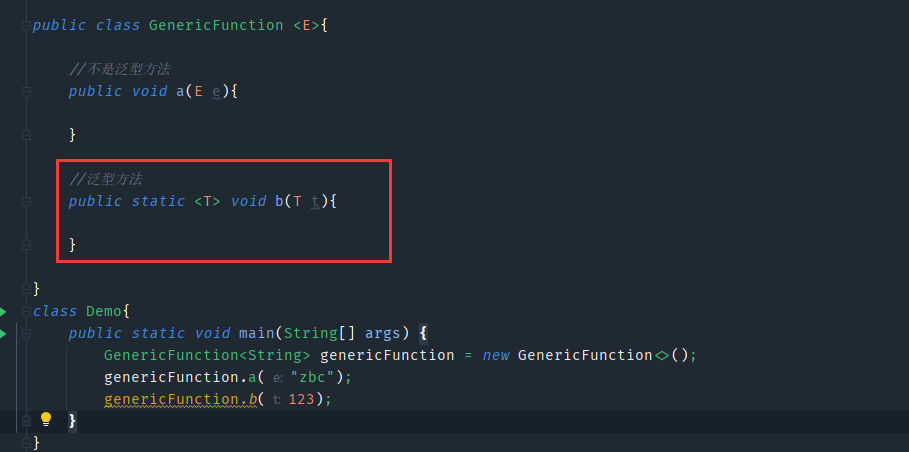 public class GenericFunction <E>{
//不是泛型方法
public void a(E e){
}
//泛型方法
public static <T> void b(T t){
}
}
class Demo{
public static void main(String[] args) {
GenericFunction<String> genericFunction = new GenericFunction<>();
genericFunction.a( e: "zbc");
genericFunction.b( t: 123);
}
}